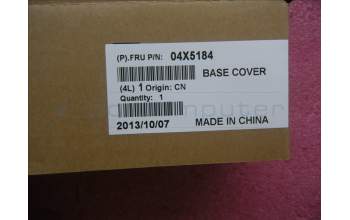 (P).FRU P/N: 04X5184
BASE COVER
(4L) 1 Origin: CN
Quantity: 1
2013/10/07 MADE IN CHINA